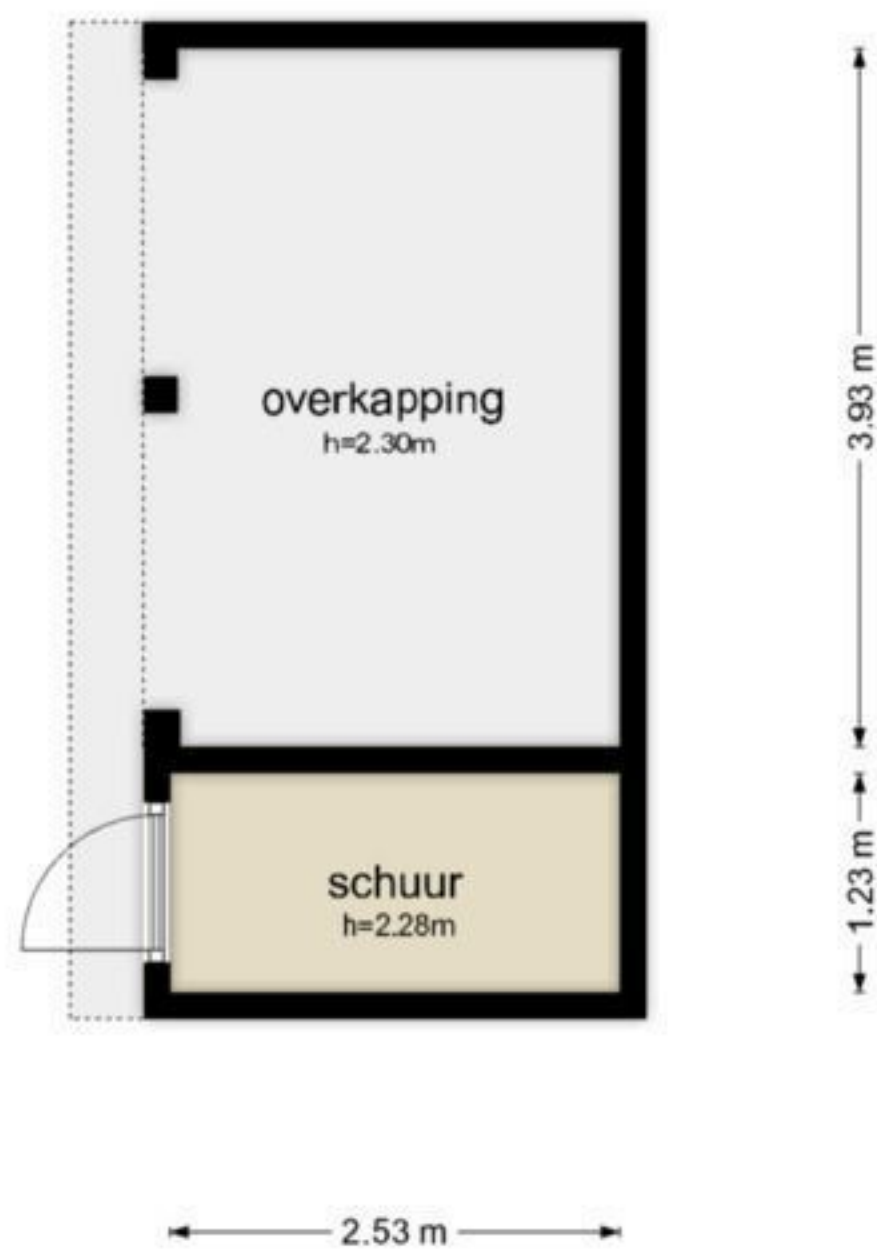 overkapping
h=2.30m
3.93 m
schuur
h=2.28m
1.23 m
2.53 m